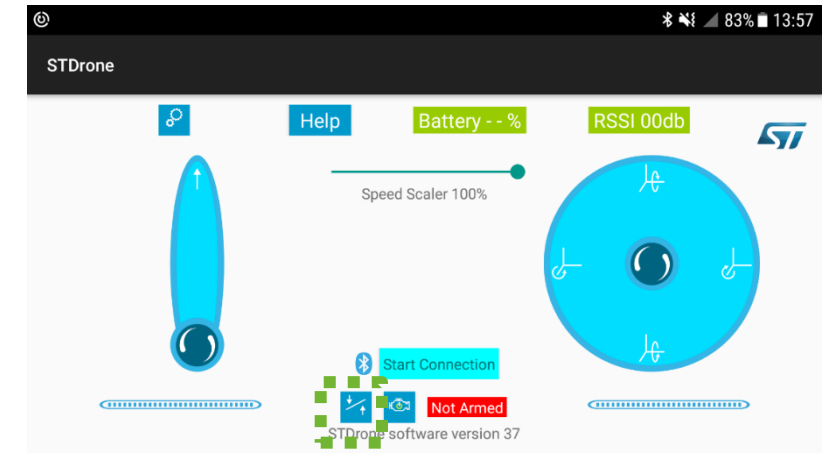 83% 13:57
STDrone
Help
Battery - - %
RSSI 00db
ST
Speed Scaler 100%
Start Connection
Not Armed
STDrone software version 37